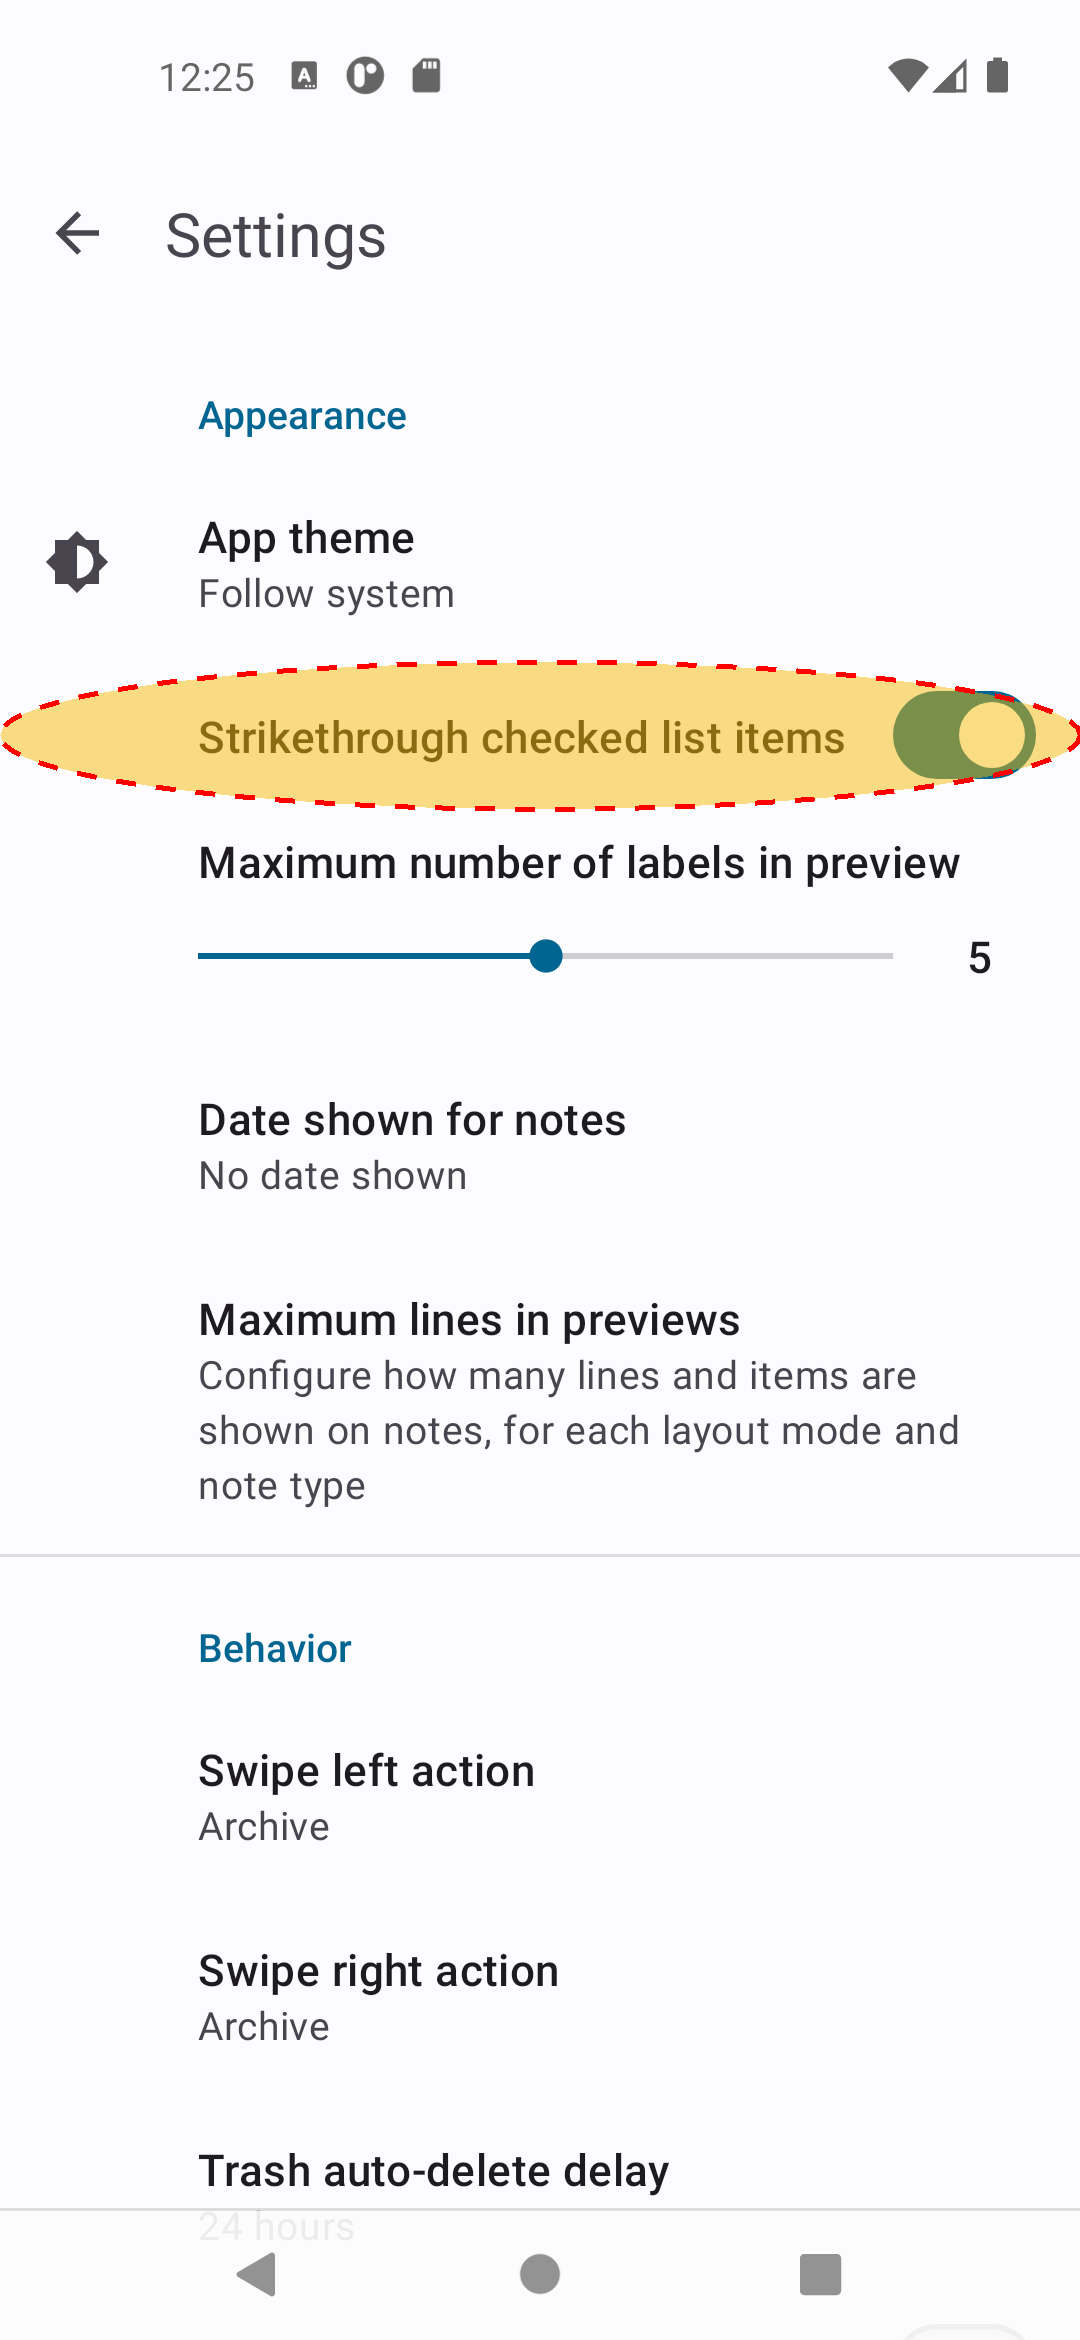 12:25
Settings
Appearance
App theme
Follow system
Strikethrough checked list items
Maximum number of labels in preview
5
Date shown for notes
No date shown
Maximum lines in previews
Configure how many lines and items are
shown on notes, for each layout mode and
note type
Behavior
Swipe left action
Archive
Swipe right action
Archive
Trash auto-delete delay
24 hours